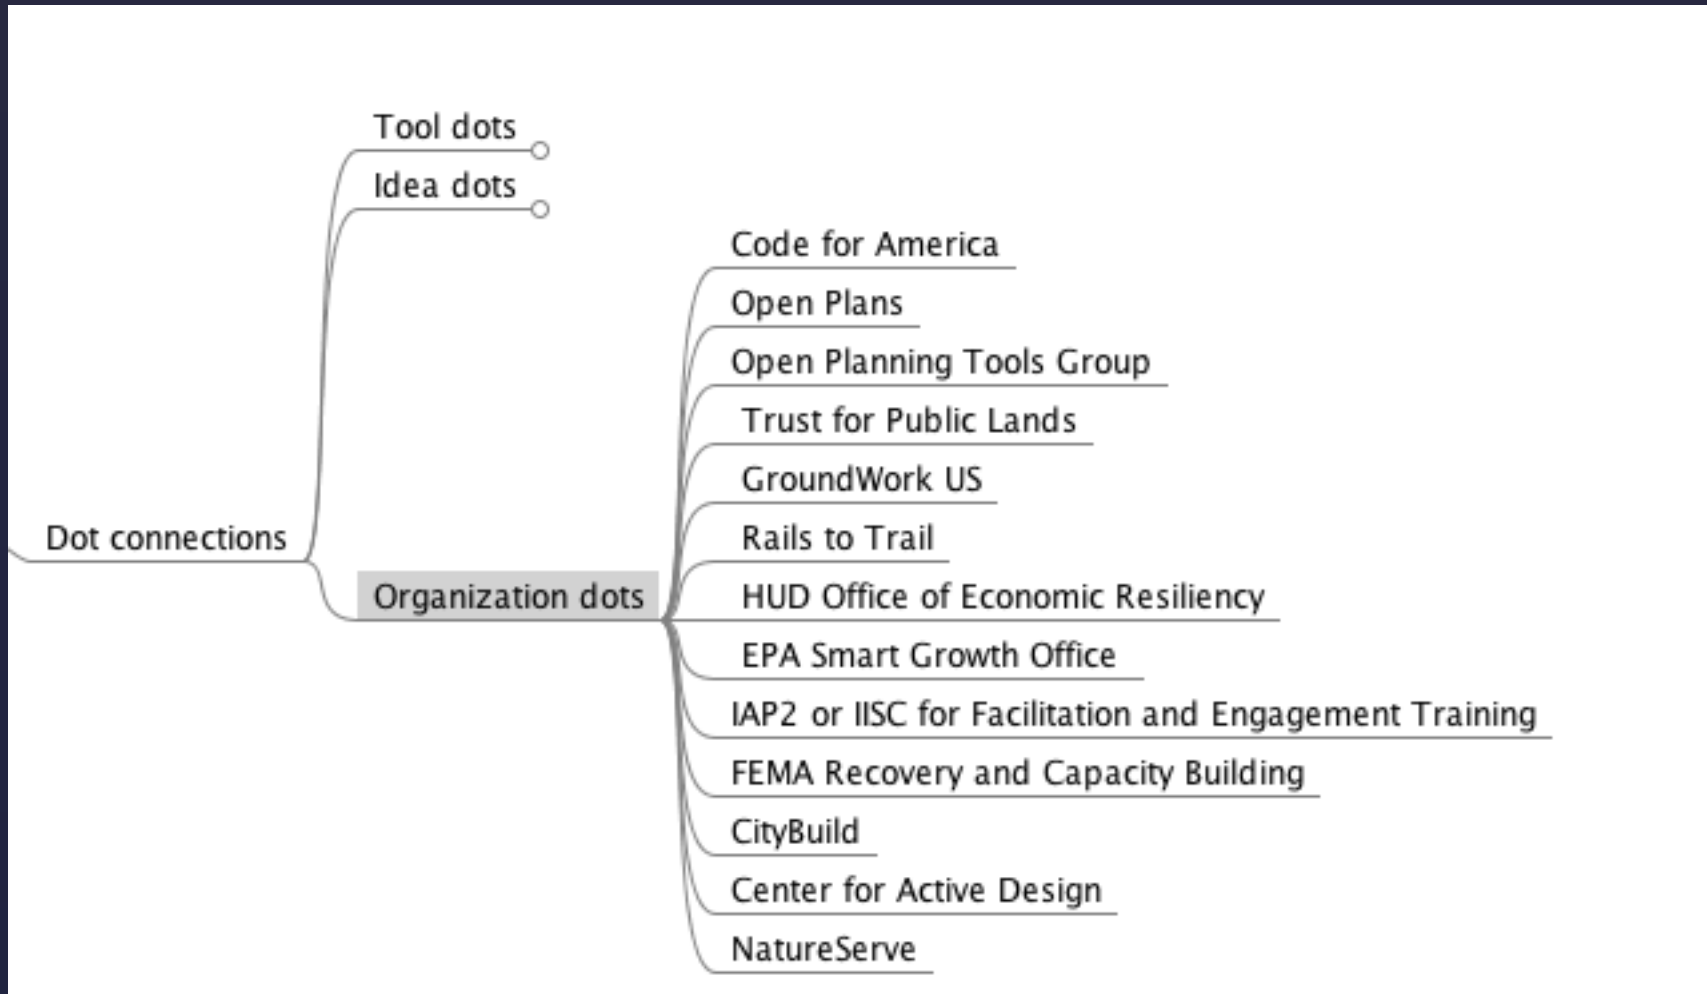 Tool dots
Idea dots
Code for America
Open Plans
Open Planning Tools Group
Trust for Public Lands
GroundWork US
Dot connections
Rails to Trail
Organization dots
HUD Office of Economic Resiliency
EPA Smart Growth Office
IAP2 or IISC for Facilitation and Engagement Training
FEMA Recovery and Capacity Building
CityBuild
Center for Active Design
NatureServe